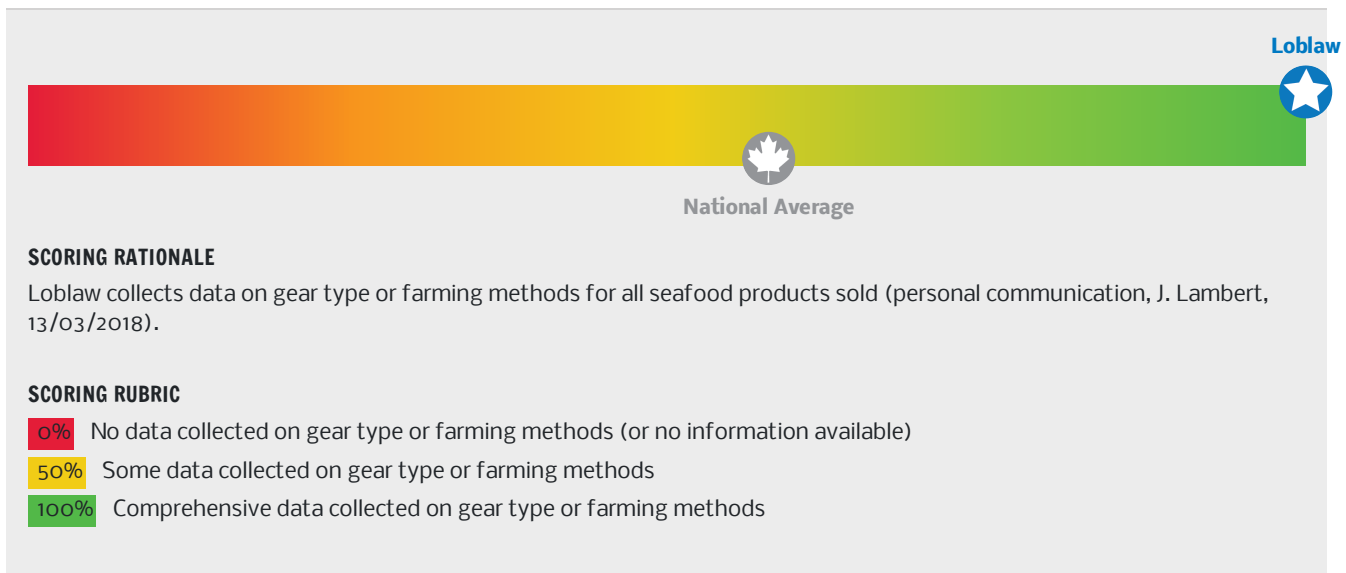 Loblaw
National Average
SCORING RATIONALE
Loblaw collects data on gear type or farming methods for all seafood products sold (personal communication, J. Lambert,
13/03/2018).
SCORING RUBRIC
0% No data collected on gear type or farming methods (or no information available)
50% Some data collected on gear type or farming methods
100% Comprehensive data collected on gear type or farming methods